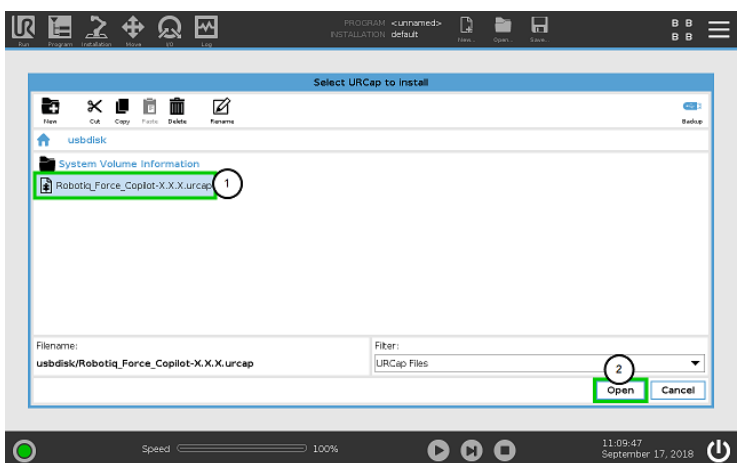 UR
PROGRAM <unnamed>
INSTALLATION default
Run Program Installation Move I/O Log New... Open... Save...
B B
B B
Select URCap to install
New Cut Copy Paste Delete Rename Backup
usbdisk
System Volume Information
Robotiq_Force_Copilot-X.X.X.urcap 1
Filename: Filter:
usbdisk/Robotiq_Force_Copilot-X.X.X.urcap URCap Files
2
Open Cancel
Speed 100%
11:09:47
September 17, 2018